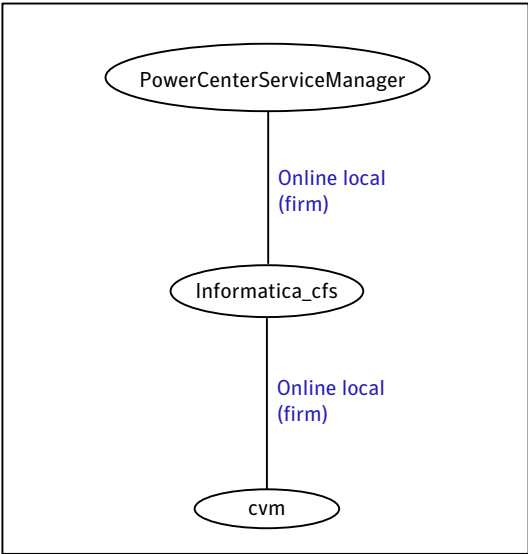 PowerCenterServiceManager
Online local
(firm)
Informatica_cfs
Online local
(firm)
cvm